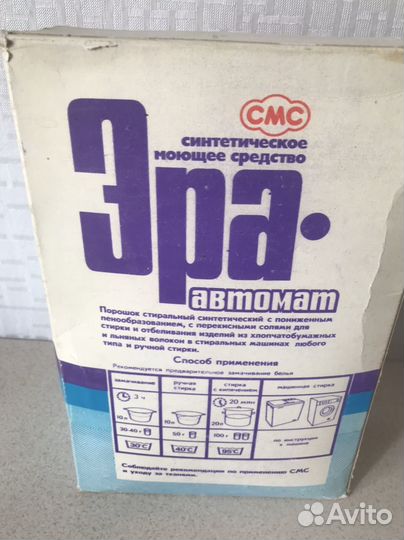 СМС
синтетическое
моющее средство
Эра-
автомат
Порошок стиральный синтетический с пониженным
пенообразованием, с перекисными солями для
стирки и отбеливания изделий из хлопчатобумажных
и льняных волокон в стиральных машинах любого
типа и ручной стирки.
Способ применения
Рекомендуется предварительное замачивание белья
замачивание ручная стирка стирка с кипячением машинная стирка
3 ч 20 мин
10л 10л 20л
30-40 г 50 г 100 г по инструкции к машине
30°С 40°С 95°С
Соблюдайте рекомендации по применению СМС
и уходу за тканями.
Avito